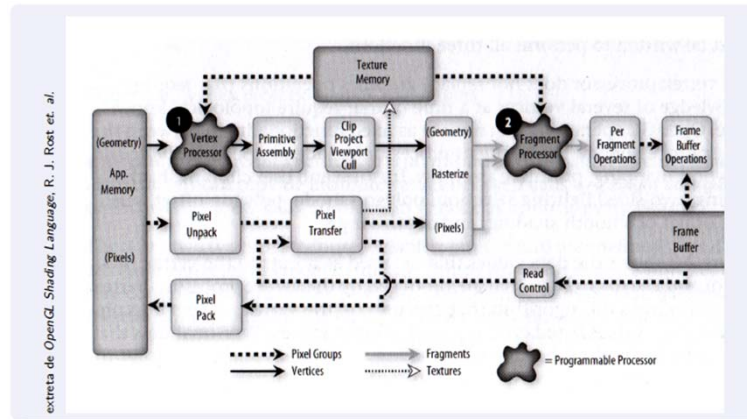 extreta de OpenGL Shading Language, R. J. Rost et. al.
Texture
Memory
1
Vertex
Processor
Primitive
Assembly
Clip
Project
Viewport
Cull
(Geometry)
Rasterize
(Pixels)
2
Fragment
Processor
Per
Fragment
Operations
Frame
Buffer
Operations
(Geometry)
App.
Memory
(Pixels)
Pixel
Unpack
Pixel
Transfer
Pixel
Pack
Read
Control
Frame
Buffer
Pixel Groups
Vertices
Fragments
Textures
= Programmable Processor